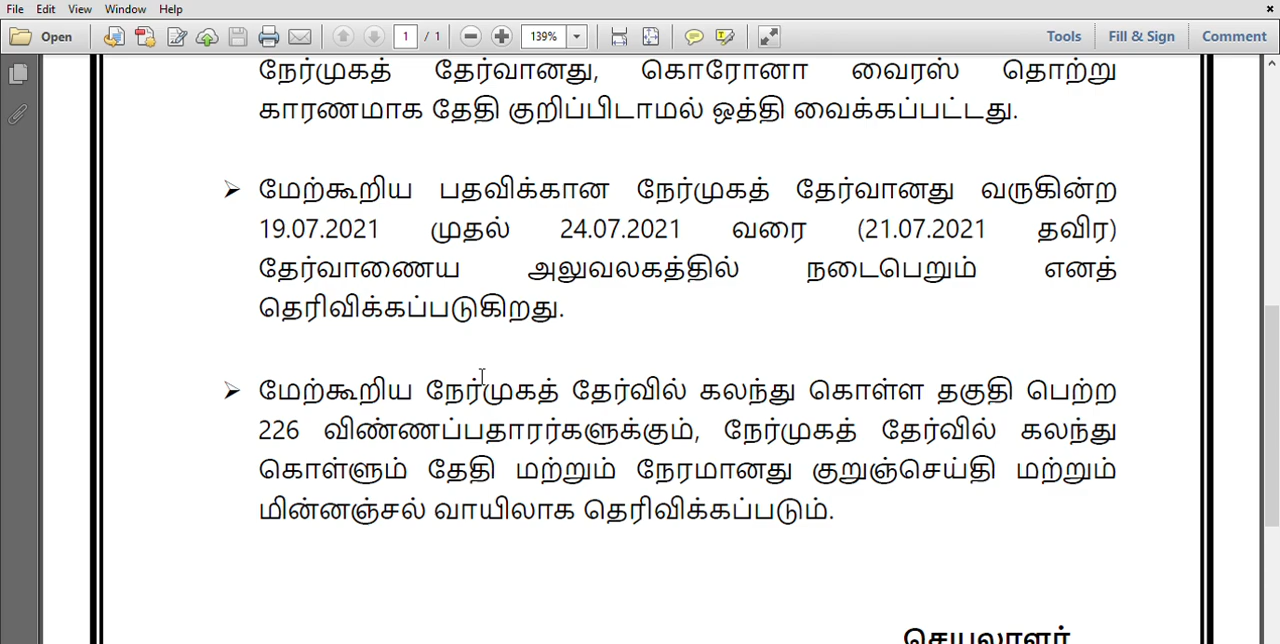 File Edit View Window Help
Open 1 / 1 139% Tools Fill & Sign Comment
நேர்முகத் தேர்வானது, கொரோனா வைரஸ் தொற்று
காரணமாக தேதி குறிப்பிடாமல் ஒத்தி வைக்கப்பட்டது.
மேற்கூறிய பதவிக்கான நேர்முகத் தேர்வானது வருகின்ற
19.07.2021 முதல் 24.07.2021 வரை (21.07.2021 தவிர)
தேர்வாணைய அலுவலகத்தில் நடைபெறும் எனத்
தெரிவிக்கப்படுகிறது.
மேற்கூறிய நேர்முகத் தேர்வில் கலந்து கொள்ள தகுதி பெற்ற
226 விண்ணப்பதாரர்களுக்கும், நேர்முகத் தேர்வில் கலந்து
கொள்ளும் தேதி மற்றும் நேரமானது குறுஞ்செய்தி மற்றும்
மின்னஞ்சல் வாயிலாக தெரிவிக்கப்படும்.
செயலாளர்